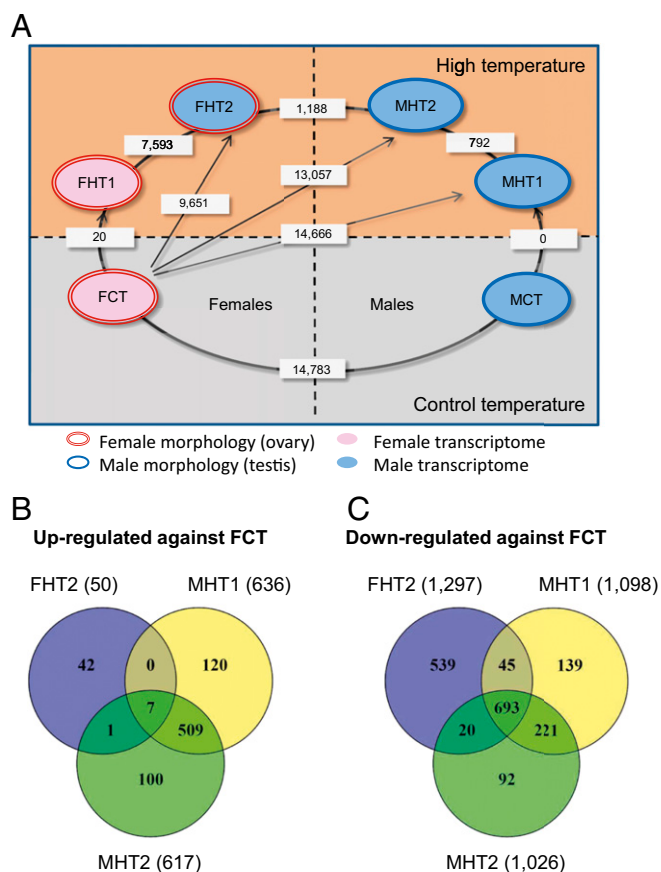 A
High temperature
FHT2
1,188
MHT2
7,593
792
FHT1
13,057
MHT1
9,651
20
14,666
0
FCT
Females
Males
MCT
14,783
Control temperature
Female morphology (ovary)
Female transcriptome
Male morphology (testis)
Male transcriptome
B
Up-regulated against FCT
FHT2 (50)
MHT1 (636)
42
0
120
7
1
509
100
MHT2 (617)
C
Down-regulated against FCT
FHT2 (1,297)
MHT1 (1,098)
539
45
139
693
20
221
92
MHT2 (1,026)